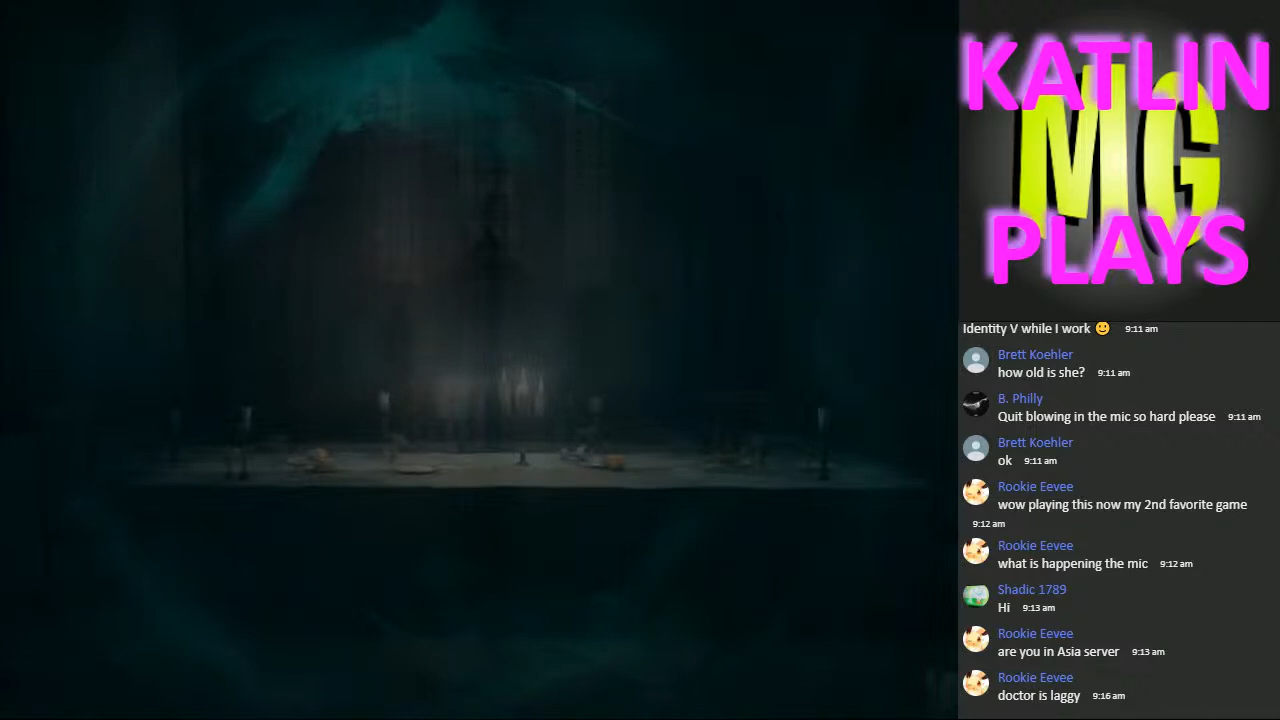 KATLIN
MG
PLAYS
Identity V while I work 🙂 9:11 am
Brett Koehler
how old is she? 9:11 am
B. Philly
Quit blowing in the mic so hard please 9:11 am
Brett Koehler
ok 9:11 am
Rookie Eevee
wow playing this now my 2nd favorite game
9:12 am
Rookie Eevee
what is happening the mic 9:12 am
Shadic 1789
Hi 9:13 am
Rookie Eevee
are you in Asia server 9:13 am
Rookie Eevee
doctor is laggy 9:16 am